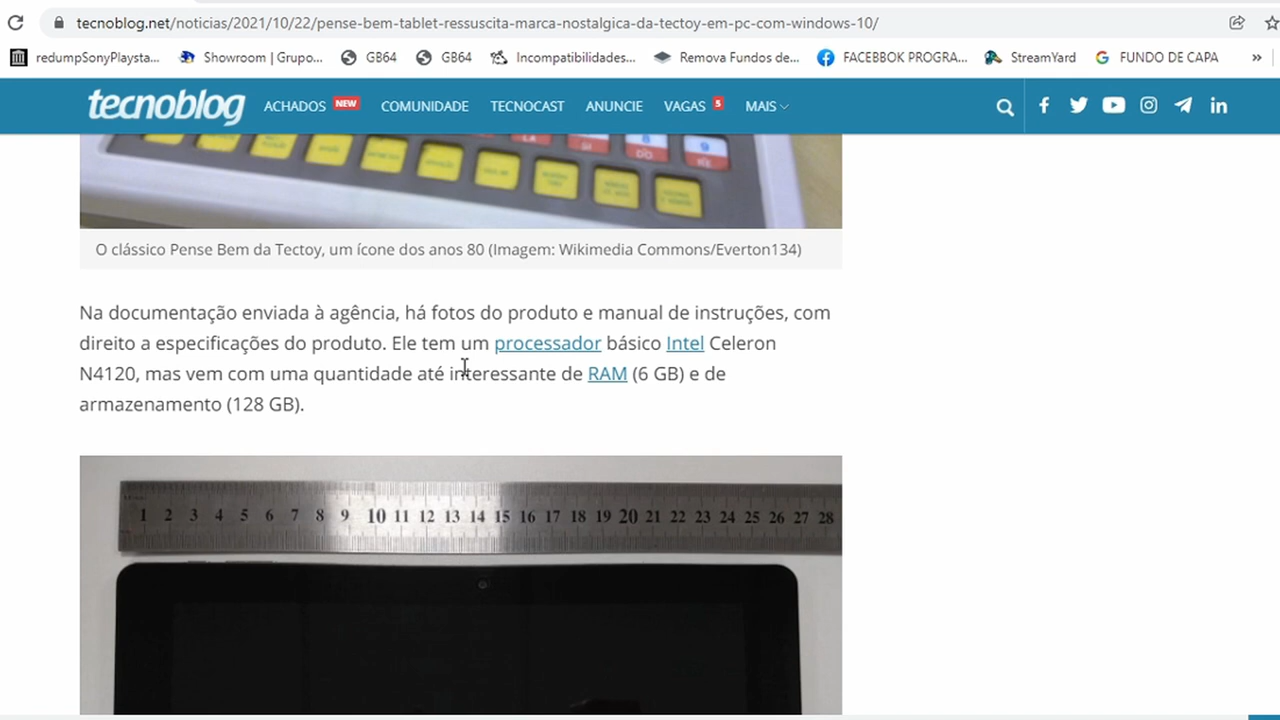 tecnoblog.net/noticias/2021/10/22/pense-bem-tablet-ressuscita-marca-nostalgica-da-tectoy-em-pc-com-windows-10/
redumpSonyPlaysta... Showroom | Grupo... GB64 GB64 Incompatibilidades... Remova Fundos de... FACEBBOK PROGRA... StreamYard FUNDO DE CAPA »
tecnoblog ACHADOS NEW COMUNIDADE TECNOCAST ANUNCIE VAGAS 5 MAIS
8 9
LA SI DO RE
O clássico Pense Bem da Tectoy, um ícone dos anos 80 (Imagem: Wikimedia Commons/Everton134)
Na documentação enviada à agência, há fotos do produto e manual de instruções, com
direito a especificações do produto. Ele tem um processador básico Intel Celeron
N4120, mas vem com uma quantidade até interessante de RAM (6 GB) e de
armazenamento (128 GB).
1 2 3 4 5 6 7 8 9 10 11 12 13 14 15 16 17 18 19 20 21 22 23 24 25 26 27 28